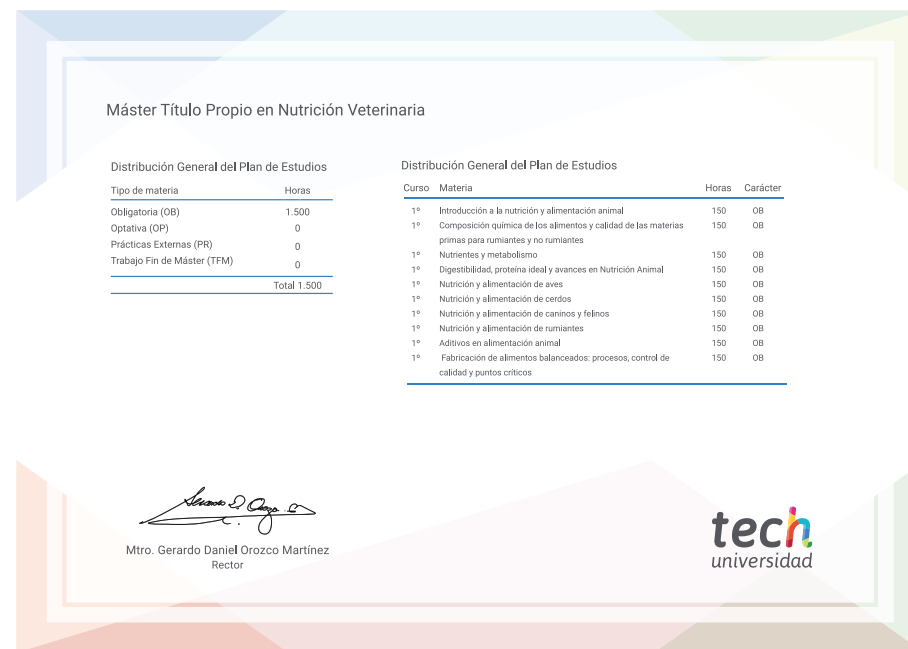 Máster Título Propio en Nutrición Veterinaria
Distribución General del Plan de Estudios
Tipo de materia Horas
Obligatoria (OB) 1.500
Optativa (OP) 0
Prácticas Externas (PR) 0
Trabajo Fin de Máster (TFM) 0
Total 1.500
Distribución General del Plan de Estudios
Curso Materia Horas Carácter
1º Introducción a la nutrición y alimentación animal 150 OB
1º Composición química de los alimentos y calidad de las materias 150 OB
primas para rumiantes y no rumiantes
1º Nutrientes y metabolismo 150 OB
1º Digestibilidad, proteína ideal y avances en Nutrición Animal 150 OB
1º Nutrición y alimentación de aves 150 OB
1º Nutrición y alimentación de cerdos 150 OB
1º Nutrición y alimentación de caninos y felinos 150 OB
1º Nutrición y alimentación de rumiantes 150 OB
1º Aditivos en alimentación animal 150 OB
1º Fabricación de alimentos balanceados: procesos, control de 150 OB
calidad y puntos críticos
Mtro. Gerardo Daniel Orozco Martínez
Rector
tech
universidad